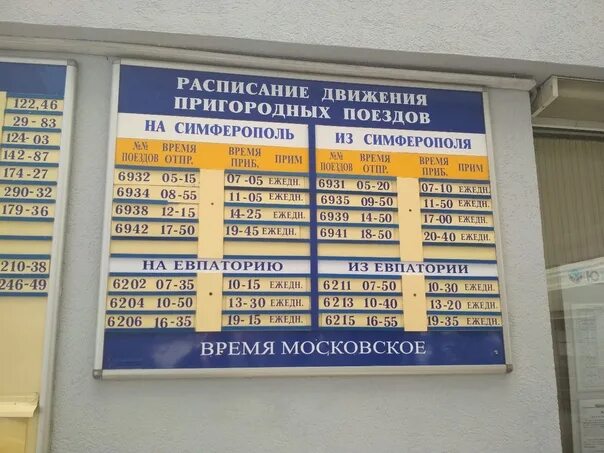 122,46
29-83
124-03
142-87
174-27
290-32
179-36
210-38
246-49
РАСПИСАНИЕ ДВИЖЕНИЯ
ПРИГОРОДНЫХ ПОЕЗДОВ
НА СИМФЕРОПОЛЬ
№№ ПОЕЗДОВ ВРЕМЯ ОТПР. ВРЕМЯ ПРИБ. ПРИМ
6932 05-15 07-05 ЕЖЕДН.
6934 08-55 11-05 ЕЖЕДН.
6938 12-15 14-25 ЕЖЕДН.
6942 17-50 19-45 ЕЖЕДН.
ИЗ СИМФЕРОПОЛЯ
№№ ПОЕЗДОВ ВРЕМЯ ОТПР. ВРЕМЯ ПРИБ. ПРИМ
6931 05-20 07-10 ЕЖЕДН.
6935 09-50 11-50 ЕЖЕДН.
6939 14-50 17-00 ЕЖЕДН.
6941 18-50 20-40 ЕЖЕДН.
НА ЕВПАТОРИЮ
6202 07-35 10-15 ЕЖЕДН.
6204 10-50 13-30 ЕЖЕДН.
6206 16-35 19-15 ЕЖЕДН.
ИЗ ЕВПАТОРИИ
6211 07-50 10-30 ЕЖЕДН.
6213 10-40 13-20 ЕЖЕДН.
6215 16-55 19-35 ЕЖЕДН.
ВРЕМЯ МОСКОВСКОЕ